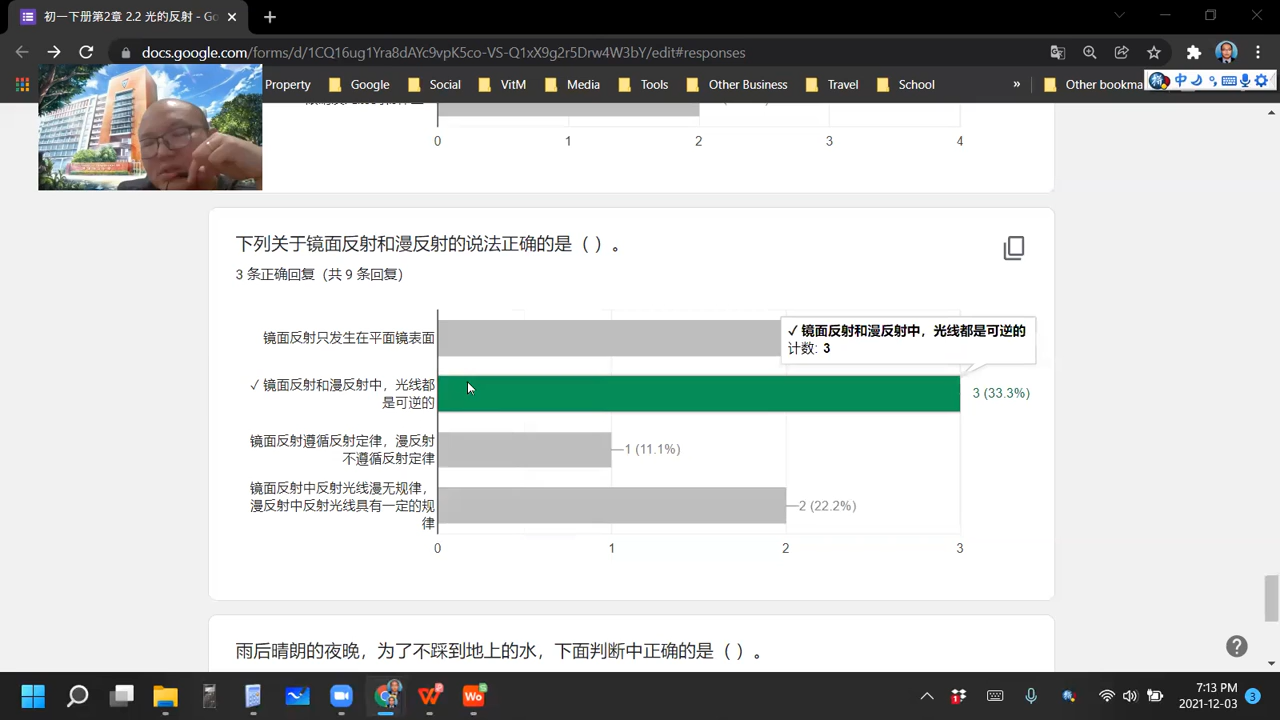 初一下册第2章 2.2 光的反射 - Go
docs.google.com/forms/d/1CQ16ug1Yra8dAYc9vpK5co-VS-Q1xX9g2r5Drw4W3bY/edit#responses
Property
Google
Social
VitM
Media
Tools
Other Business
Travel
School
»
Other bookma
中
0
1
2
3
4
下列关于镜面反射和漫反射的说法正确的是（ ）。
3 条正确回复（共 9 条回复）
镜面反射只发生在平面镜表面
✓ 镜面反射和漫反射中，光线都是可逆的
计数: 3
✓ 镜面反射和漫反射中，光线都
是可逆的
3 (33.3%)
镜面反射遵循反射定律，漫反射
不遵循反射定律
1 (11.1%)
镜面反射中反射光线漫无规律，
漫反射中反射光线具有一定的规
律
2 (22.2%)
0
1
2
3
雨后晴朗的夜晚，为了不踩到地上的水，下面判断中正确的是（ ）。
7:13 PM
2021-12-03
3